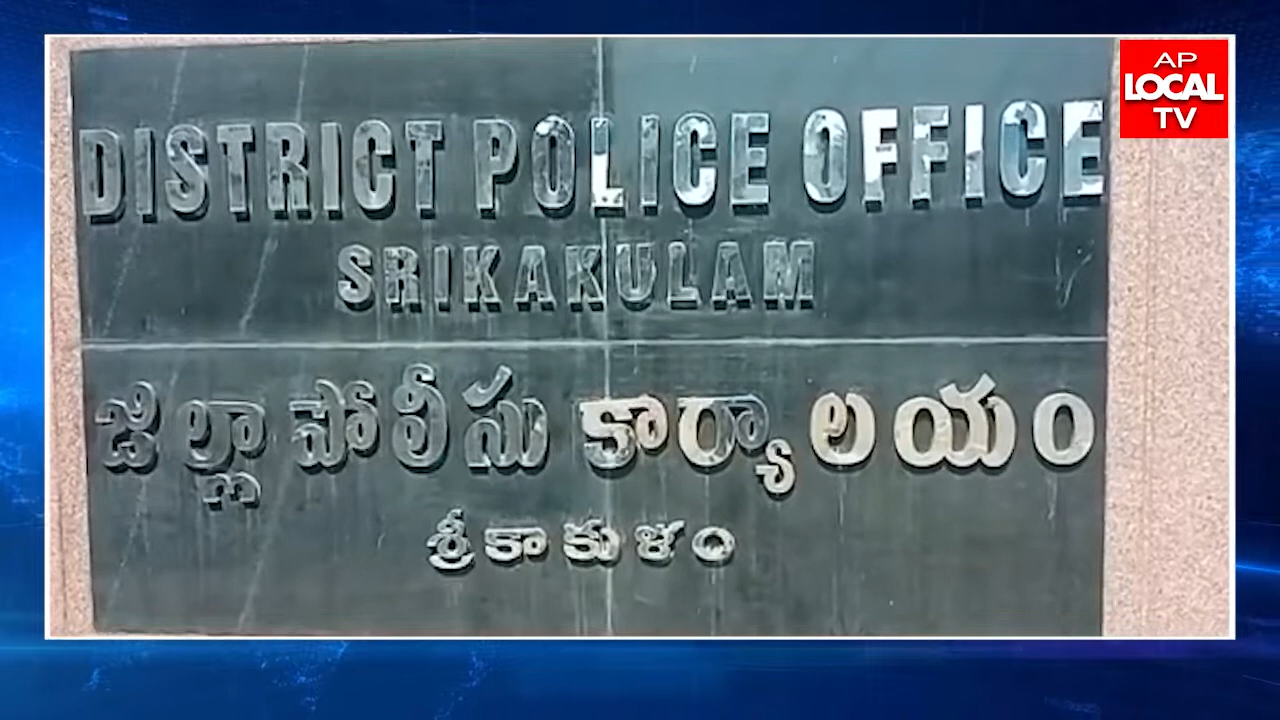 AP
LOCAL
TV
DISTRICT POLICE OFFICE
SRIKAKULAM
జిల్లా పోలీసు కార్యాలయం
శ్రీకాకుళం